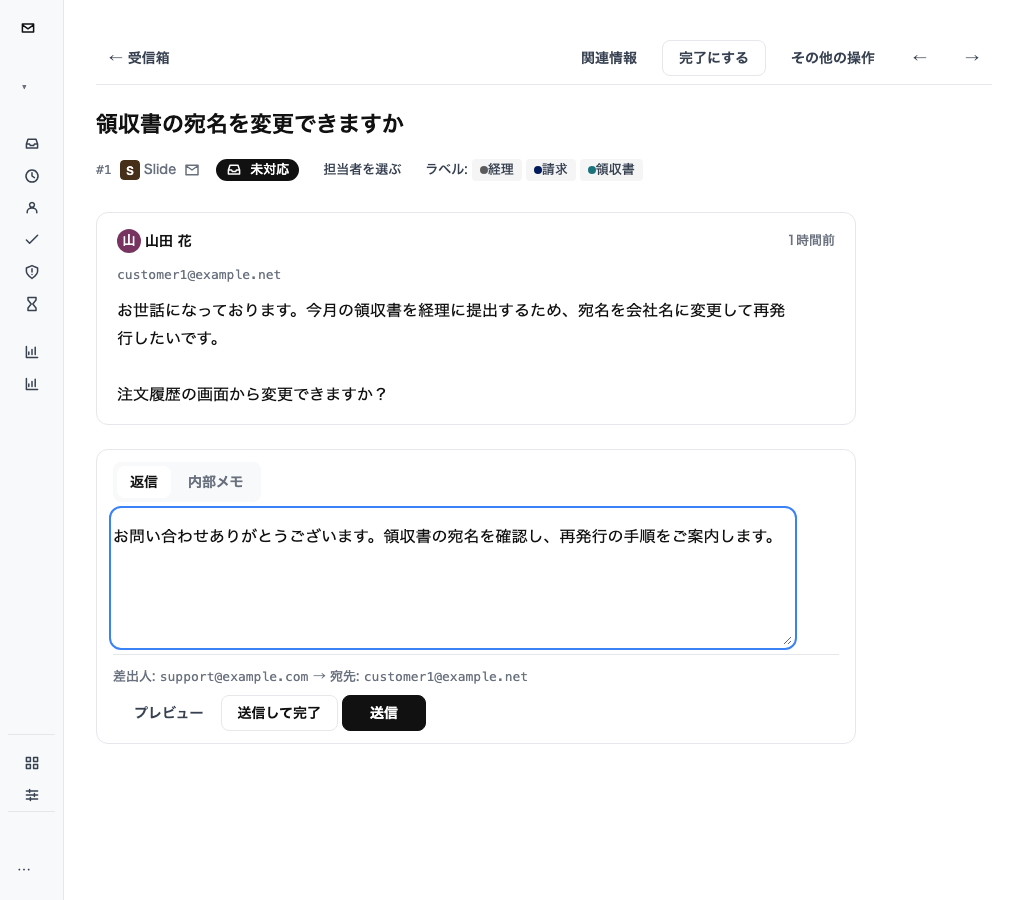 ← 受信箱
関連情報
完了にする
その他の操作
←
→
領収書の宛名を変更できますか
#1
S
Slide
未対応
担当者を選ぶ
ラベル:
経理
請求
領収書
山
山田 花
1時間前
customer1@example.net
お世話になっております。今月の領収書を経理に提出するため、宛名を会社名に変更して再発
行したいです。
注文履歴の画面から変更できますか？
返信
内部メモ
お問い合わせありがとうございます。領収書の宛名を確認し、再発行の手順をご案内します。
差出人: support@example.com → 宛先: customer1@example.net
プレビュー
送信して完了
送信